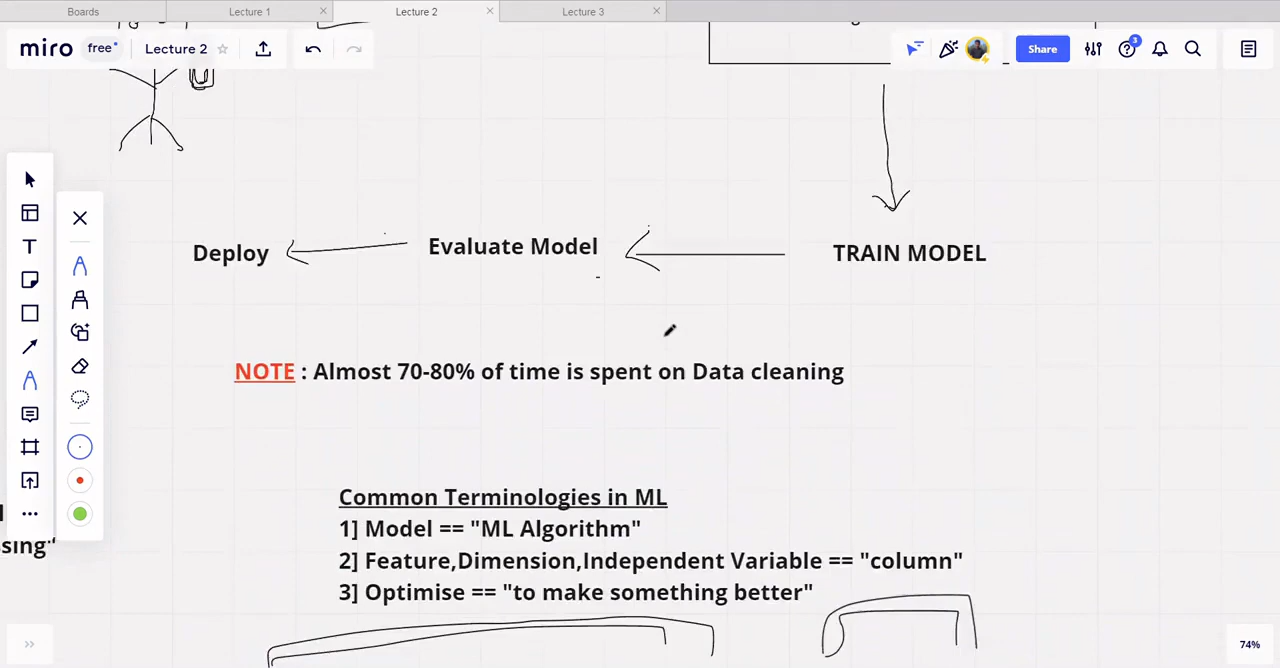 Boards Lecture 1 Lecture 2 Lecture 3
miro free Lecture 2 Share 3
Deploy Evaluate Model TRAIN MODEL
NOTE : Almost 70-80% of time is spent on Data cleaning
Common Terminologies in ML
sing" 1] Model == "ML Algorithm"
2] Feature,Dimension,Independent Variable == "column"
3] Optimise == "to make something better"
74%